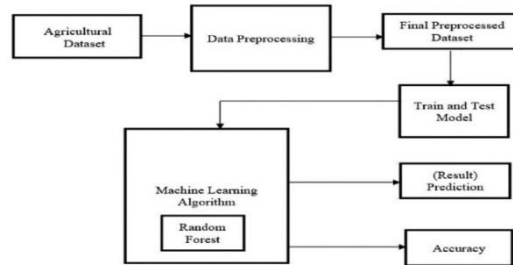 Agricultural
Dataset
Data Preprocessing
Final Preprocessed
Dataset
Train and Test
Model
Machine Learning
Algorithm
Random
Forest
(Result)
Prediction
Accuracy